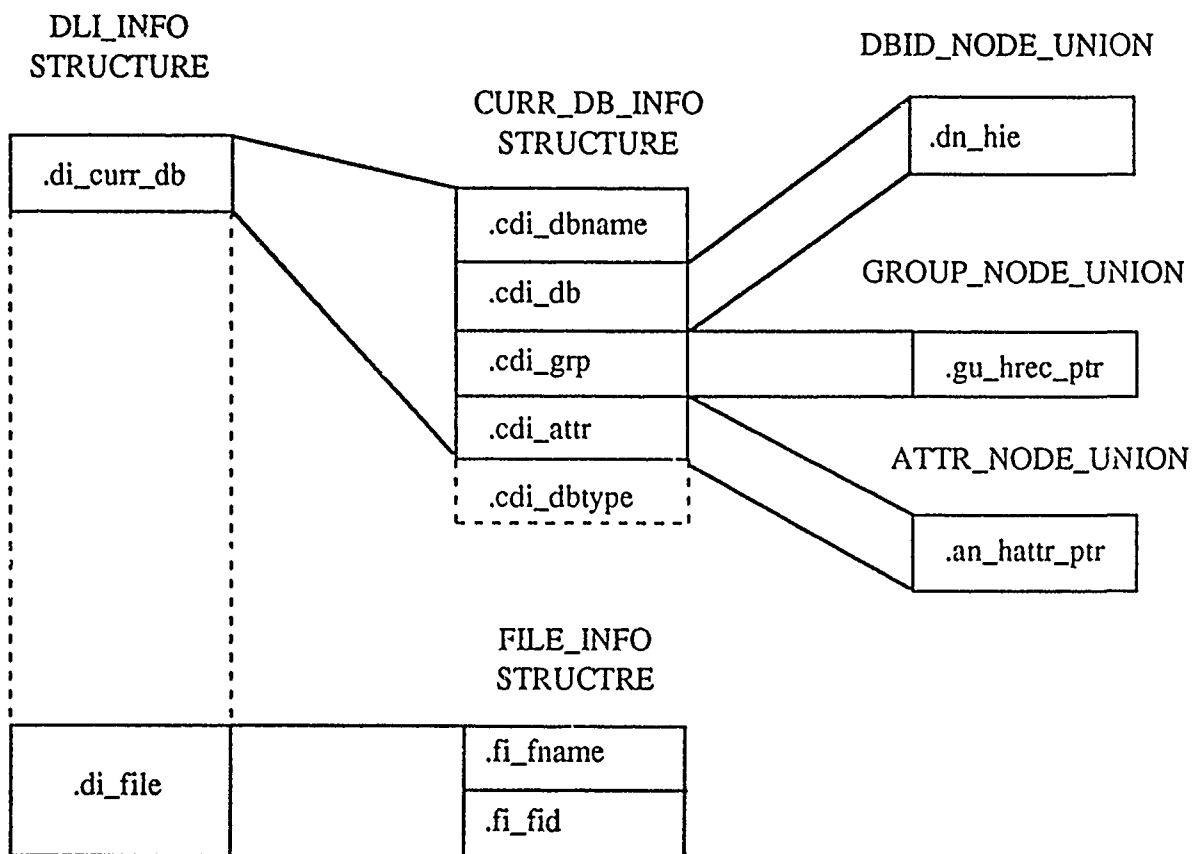 DLI_INFO
STRUCTURE
.di_curr_db
CURR_DB_INFO
STRUCTURE
.cdi_dbname
.cdi_db
.cdi_grp
.cdi_attr
.cdi_dbtype
DBID_NODE_UNION
.dn_hie
GROUP_NODE_UNION
.gu_hrec_ptr
ATTR_NODE_UNION
.an_hattr_ptr
FILE_INFO
STRUCTRE
.di_file
.fi_fname
.fi_fid